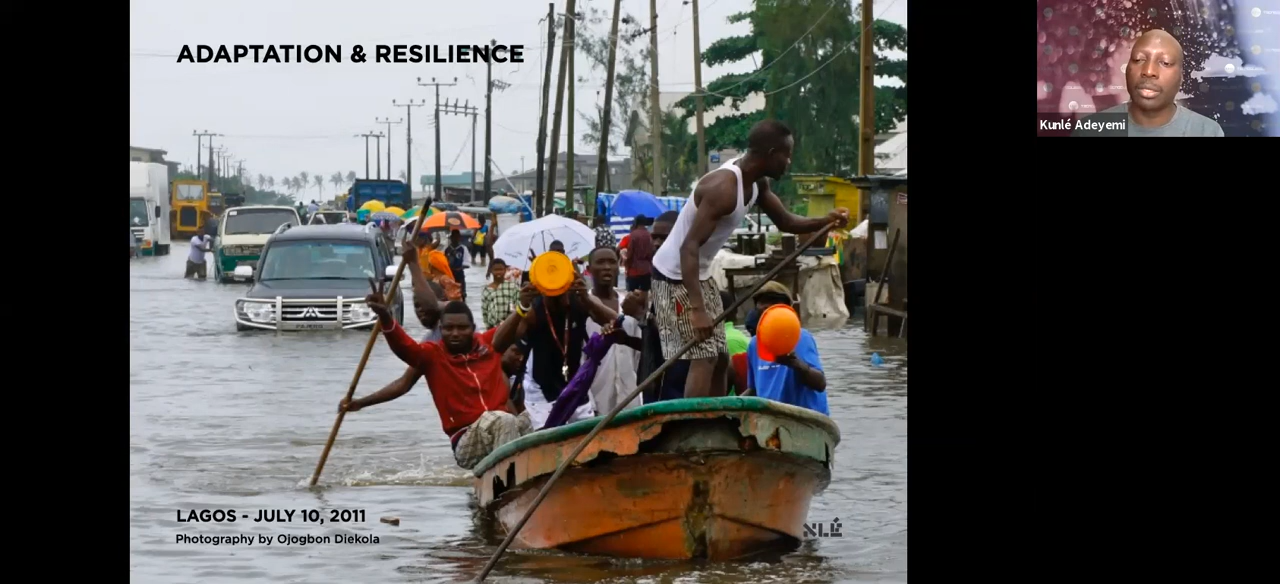 ADAPTATION & RESILIENCE
Kunlé Adeyemi
LAGOS - JULY 10, 2011
Photography by Ojogbon Diekola
NLÉ